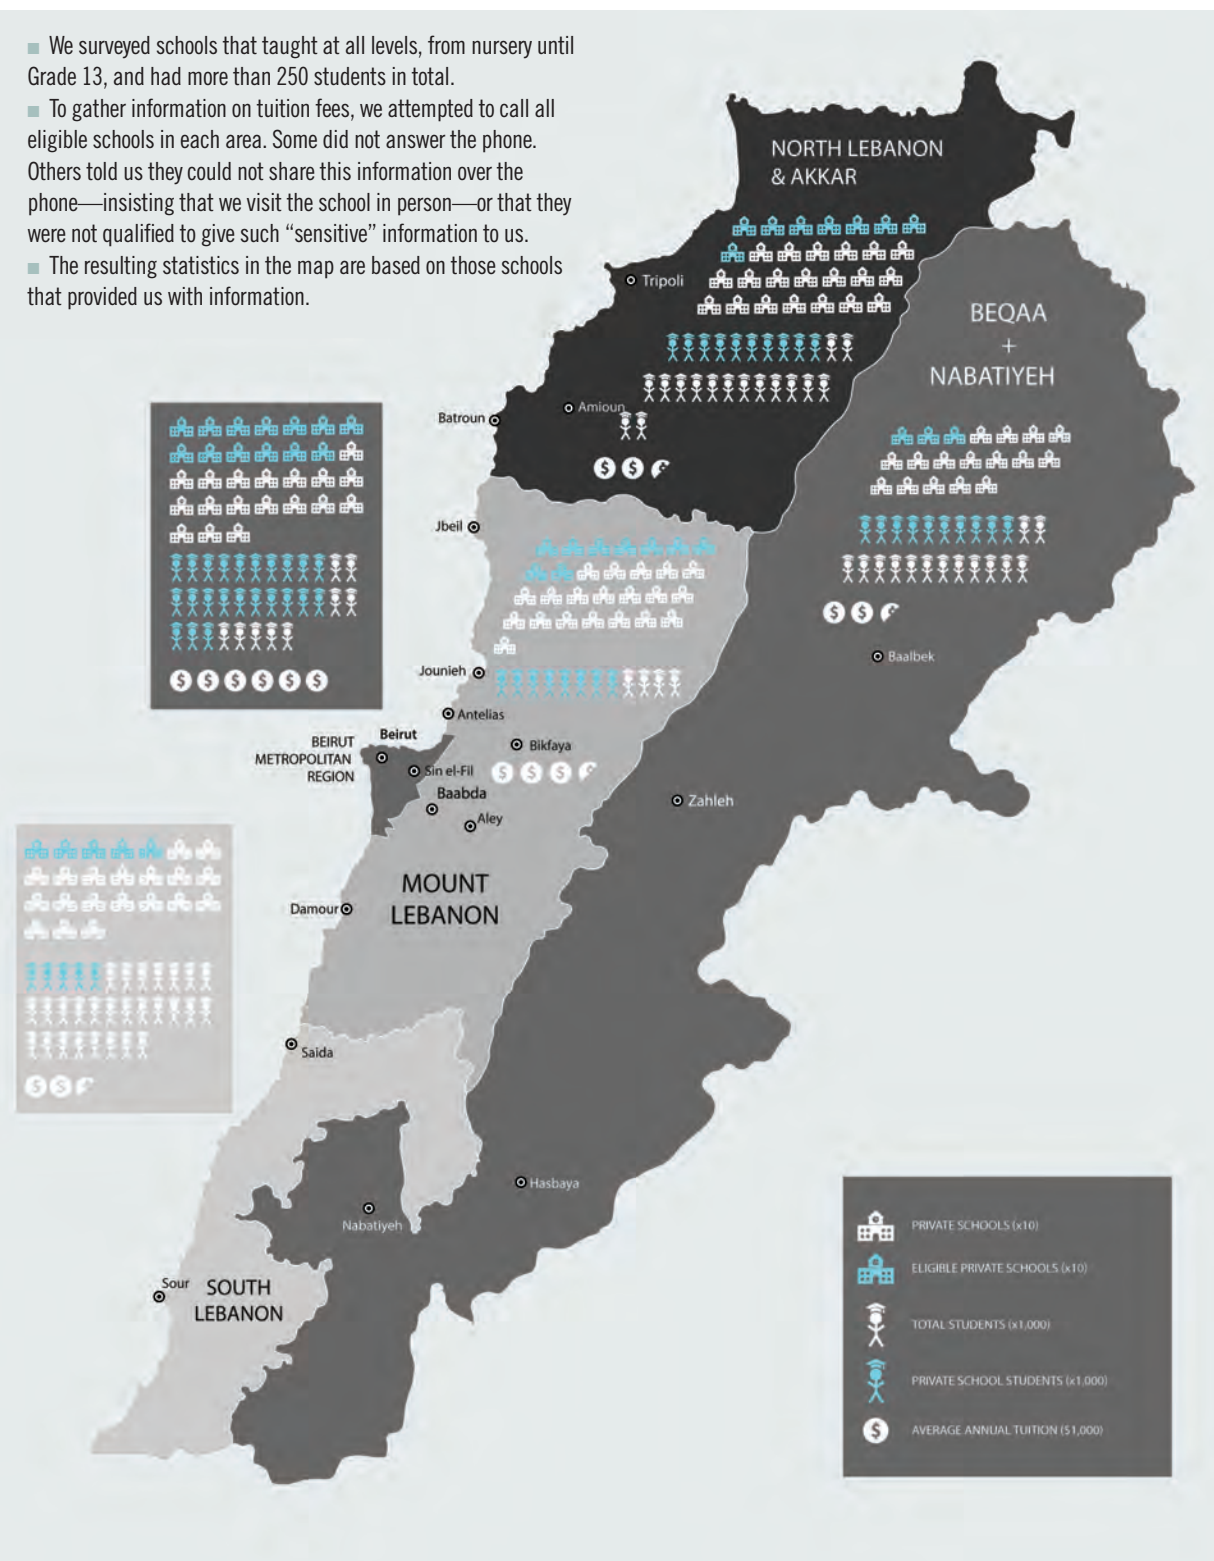 We surveyed schools that taught at all levels, from nursery until
Grade 13, and had more than 250 students in total.
To gather information on tuition fees, we attempted to call all
eligible schools in each area. Some did not answer the phone.
Others told us they could not share this information over the
phone—insisting that we visit the school in person—or that they
were not qualified to give such “sensitive” information to us.
The resulting statistics in the map are based on those schools
that provided us with information.
NORTH LEBANON
& AKKAR
Tripoli
BEQAA
+
NABATIYEH
Amioun
Batroun
Jbeil
Jounieh
Baalbek
Antelias
Beirut
BEIRUT
METROPOLITAN
REGION
Bikfaya
Sin el-Fil
Baabda
Aley
Zahleh
MOUNT
LEBANON
Damour
Saida
Hasbaya
Nabatiyeh
Sour
SOUTH
LEBANON
PRIVATE SCHOOLS (x10)
ELIGIBLE PRIVATE SCHOOLS (x10)
TOTAL STUDENTS (x1,000)
PRIVATE SCHOOL STUDENTS (x1,000)
AVERAGE ANNUAL TUITION ($1,000)